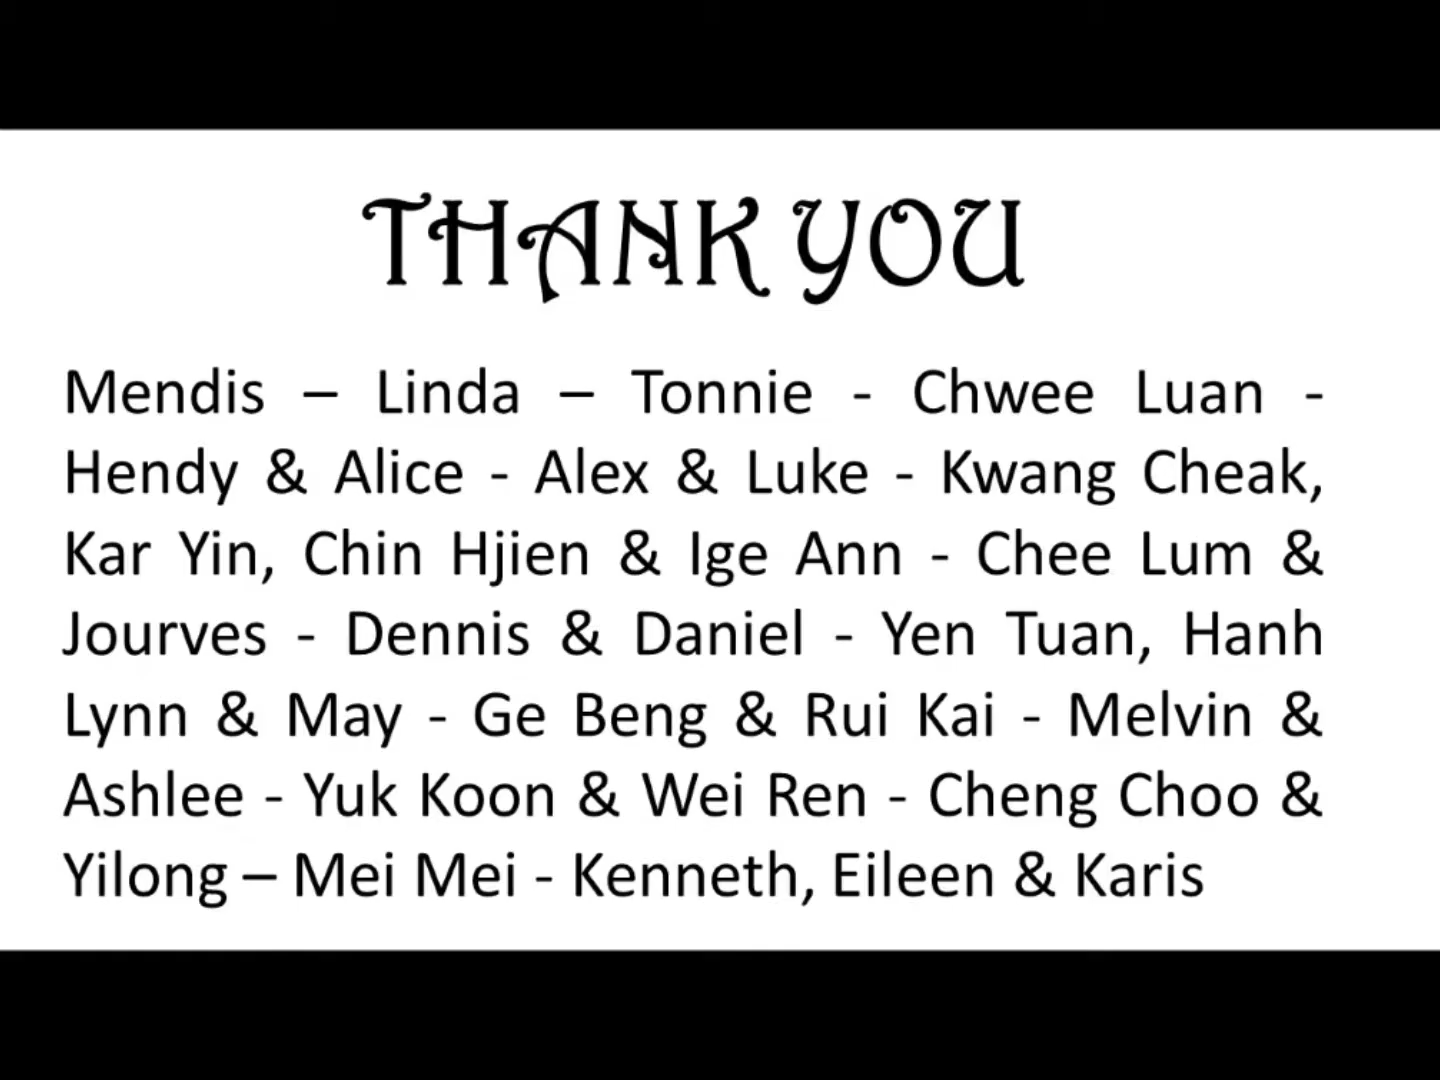 THANK YOU
Mendis – Linda – Tonnie - Chwee Luan -
Hendy & Alice - Alex & Luke - Kwang Cheak,
Kar Yin, Chin Hjien & Ige Ann - Chee Lum &
Jourves - Dennis & Daniel - Yen Tuan, Hanh
Lynn & May - Ge Beng & Rui Kai - Melvin &
Ashlee - Yuk Koon & Wei Ren - Cheng Choo &
Yilong – Mei Mei - Kenneth, Eileen & Karis